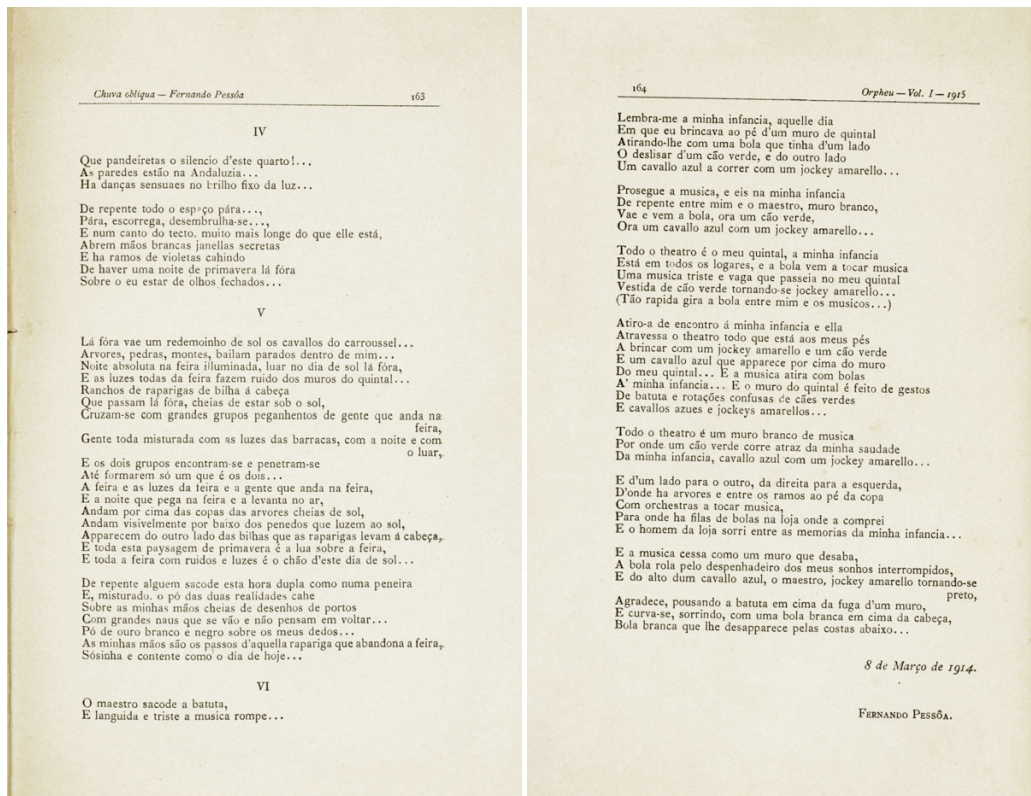 Chuva obliqua — Fernando Pessôa 163
IV
Que pandeiretas o silencio d'este quarto!...
As paredes estão na Andaluzia...
Ha danças sensuaes no brilho fixo da luz...
De repente todo o espaço pára...,
Pára, escorrega, desembrulha-se...,
E num canto do tecto, muito mais longe do que elle está,
Abrem mãos brancas janellas secretas
E ha ramos de violetas cahindo
De haver uma noite de primavera lá fóra
Sobre o eu estar de olhos fechados...
V
Lá fóra vae um redemoinho de sol os cavallos do carroussel...
Arvores, pedras, montes, bailam parados dentro de mim...
Noite absoluta na feira illuminada, luar no dia de sol lá fóra,
E as luzes todas da feira fazem ruido dos muros do quintal...
Ranchos de raparigas de bilha á cabeça
Que passam lá fóra, cheias de estar sob o sol,
Cruzam-se com grandes grupos peganhentos de gente que anda na
feira,
Gente toda misturada com as luzes das barracas, com a noite e com
o luar,
E os dois grupos encontram-se e penetram-se
Até formarem só um que é os dois...
A feira e as luzes da feira e a gente que anda na feira,
E a noite que pega na feira e a levanta no ar,
Andam por cima das copas das arvores cheias de sol,
Andam visivelmente por baixo dos penedos que luzem ao sol,
Apparecem do outro lado das bilhas que as raparigas levam á cabeça,
E toda esta paysagem de primavera é a lua sobre a feira,
E toda a feira com ruidos e luzes é o chão d'este dia de sol...
De repente alguem sacode esta hora dupla como numa peneira
E, misturado, o pó das duas realidades cahe
Sobre as minhas mãos cheias de desenhos de portos
Com grandes naus que se vão e não pensam em voltar...
Pó de ouro branco e negro sobre os meus dedos...
As minhas mãos são os passos d'aquella rapariga que abandona a feira,
Sósinha e contente como o dia de hoje...
VI
O maestro sacode a batuta,
E languida e triste a musica rompe...
164 Orpheu — Vol. I — 1915
Lembra-me a minha infancia, aquelle dia
Em que eu brincava ao pé d'um muro de quintal
Atirando-lhe com uma bola que tinha d'um lado
O deslisar d'um cão verde, e do outro lado
Um cavallo azul a correr com um jockey amarello...
Prosegue a musica, e eis na minha infancia
De repente entre mim e o maestro, muro branco,
Vae e vem a bola, ora um cão verde,
Ora um cavallo azul com um jockey amarello...
Todo o theatro é o meu quintal, a minha infancia
Está em todos os logares, e a bola vem a tocar musica
Uma musica triste e vaga que passeia no meu quintal
Vestida de cão verde tornando-se jockey amarello...
(Tão rapida gira a bola entre mim e os musicos...)
Atiro-a de encontro á minha infancia e ella
Atravessa o theatro todo que está aos meus pés
A brincar com um jockey amarello e um cão verde
E um cavallo azul que apparece por cima do muro
Do meu quintal... E a musica atira com bolas
A' minha infancia... E o muro do quintal é feito de gestos
De batuta e rotações confusas de cães verdes
E cavallos azues e jockeys amarellos...
Todo o theatro é um muro branco de musica
Por onde um cão verde corre atraz da minha saudade
Da minha infancia, cavallo azul com um jockey amarello...
E d'um lado para o outro, da direita para a esquerda,
D'onde ha arvores e entre os ramos ao pé da copa
Com orchestras a tocar musica,
Para onde ha filas de bolas na loja onde a comprei
E o homem da loja sorri entre as memorias da minha infancia...
E a musica cessa como um muro que desaba,
A bola rola pelo despenhadeiro dos meus sonhos interrompidos,
E do alto dum cavallo azul, o maestro, jockey amarello tornando-se
preto,
Agradece, pousando a batuta em cima da fuga d'um muro,
E curva-se, sorrindo, com uma bola branca em cima da cabeça,
Bola branca que lhe desapparece pelas costas abaixo...
8 de Março de 1914.
FERNANDO PESSÔA.